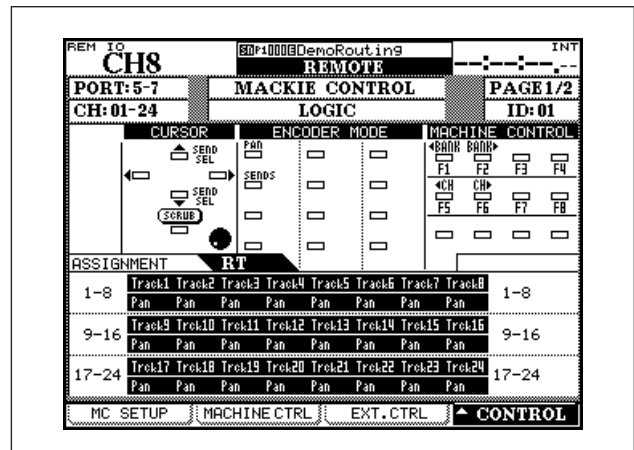 REM IO
CH8
SDP1000BDemoRouting
REMOTE
INT
--:--:--.--
PORT: 5-7
MACKIE CONTROL
PAGE1/2
CH: 01-24
LOGIC
ID: 01
CURSOR
ENCODER MODE
MACHINE CONTROL
SEND
SEL
PAN
◀BANK BANK▶
F1 F2 F3 F4
SENDS
SEND
SEL
◀CH CH▶
F5 F6 F7 F8
SCRUB
ASSIGNMENT
RT
1-8
Track1 Track2 Track3 Track4 Track5 Track6 Track7 Track8
1-8
Pan Pan Pan Pan Pan Pan Pan Pan
9-16
Track9 Trck10 Trck11 Trck12 Trck13 Trck14 Trck15 Trck16
9-16
Pan Pan Pan Pan Pan Pan Pan Pan
17-24
Trck17 Trck18 Trck19 Trck20 Trck21 Trck22 Trck23 Trck24
17-24
Pan Pan Pan Pan Pan Pan Pan Pan
MC SETUP
MACHINE CTRL
EXT.CTRL
▲ CONTROL